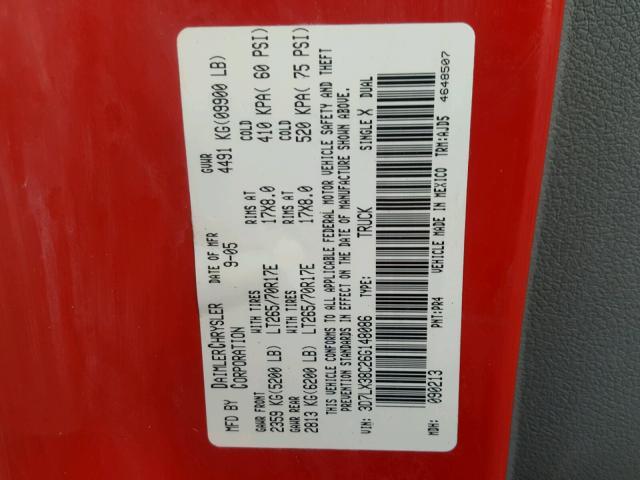 MFD BY DAIMLERCHRYSLER CORPORATION DATE OF MFR 9-05 GVWR 4491 KG(09900 LB)
GAWR FRONT WITH TIRES RIMS AT COLD
2359 KG(5200 LB) LT265/70R17E 17X8.0 410 KPA( 60 PSI)
GAWR REAR WITH TIRES RIMS AT COLD
2813 KG(6200 LB) LT265/70R17E 17X8.0 520 KPA( 75 PSI)
THIS VEHICLE CONFORMS TO ALL APPLICABLE FEDERAL MOTOR VEHICLE SAFETY AND THEFT
PREVENTION STANDARDS IN EFFECT ON THE DATE OF MANUFACTURE SHOWN ABOVE.
VIN: 3D7LX38C26G148086 TRUCK SINGLE X DUAL
MDH: 090213 PNT:PR4 VEHICLE MADE IN MEXICO TRM:AJD5 4648507